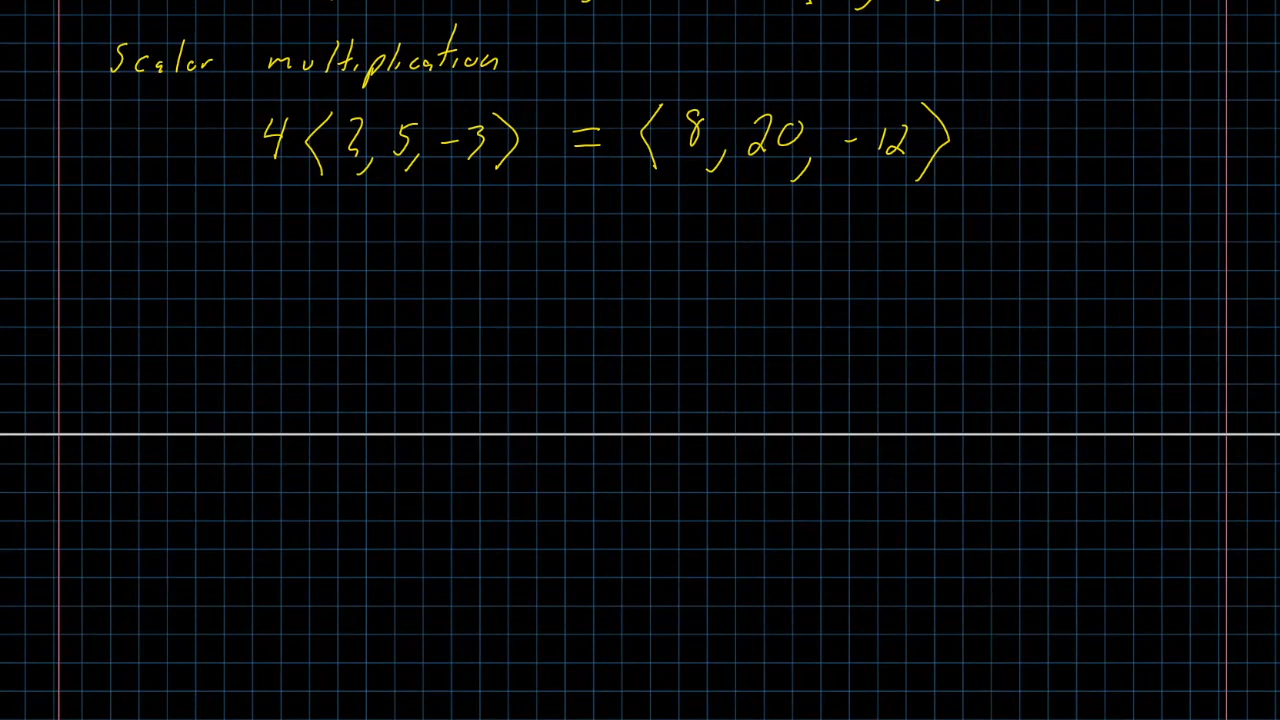 Scalar multiplication
4⟨2, 5, -3⟩ = ⟨8, 20, -12⟩